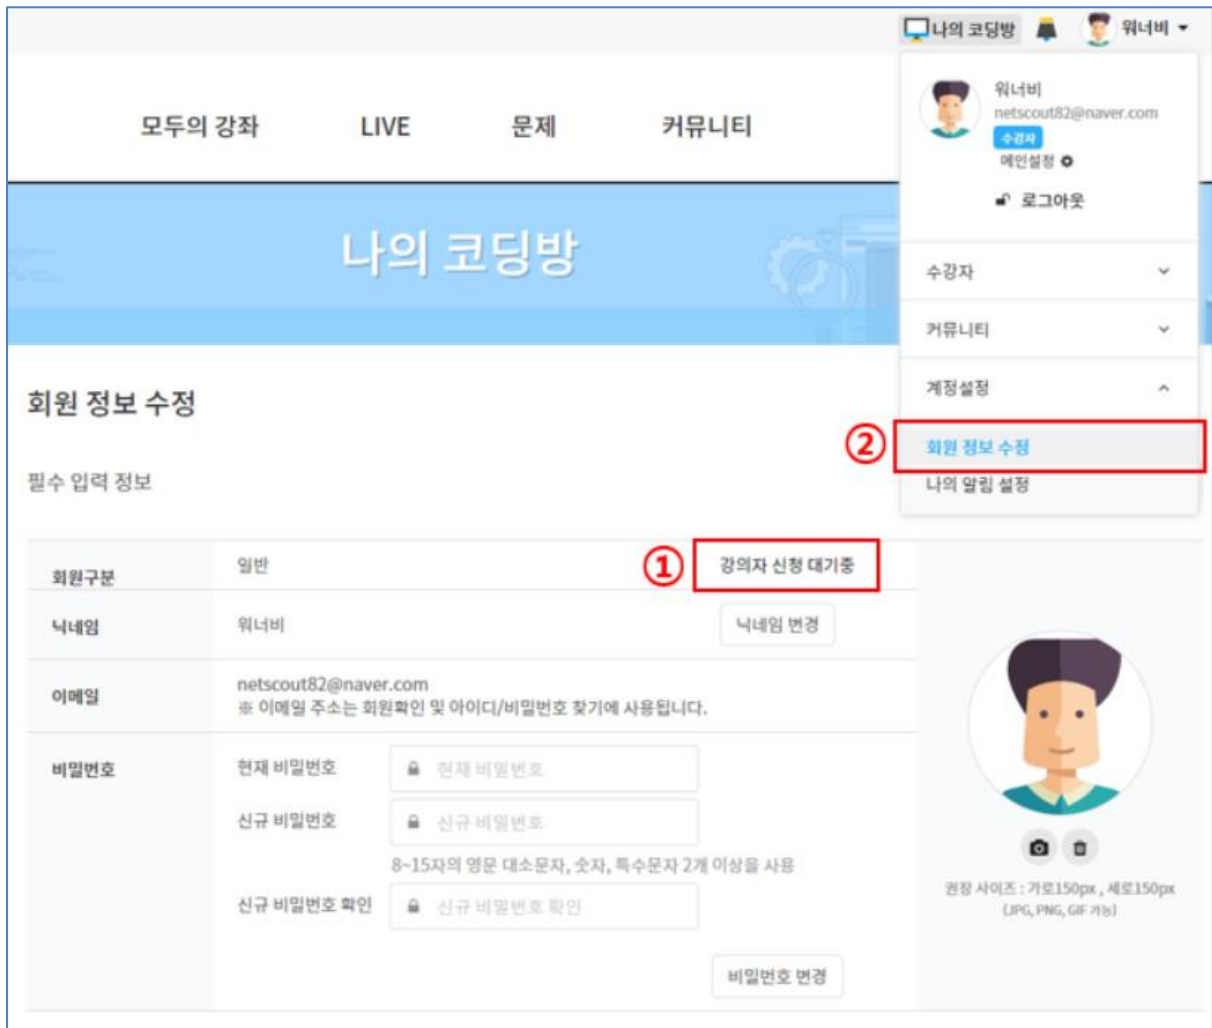 나의 코딩방
워너비
워너비
netscout82@naver.com
수강자
메인설정
로그아웃
모두의 강좌 LIVE 문제 커뮤니티
나의 코딩방
수강자
커뮤니티
계정설정
② 회원 정보 수정
나의 알림 설정
회원 정보 수정
필수 입력 정보
회원구분 일반 ① 강의자 신청 대기중
닉네임 워너비 닉네임 변경
이메일 netscout82@naver.com
※ 이메일 주소는 회원확인 및 아이디/비밀번호 찾기에 사용됩니다.
비밀번호 현재 비밀번호 현재 비밀번호
신규 비밀번호 신규 비밀번호
8~15자의 영문 대소문자, 숫자, 특수문자 2개 이상을 사용
신규 비밀번호 확인 신규 비밀번호 확인
비밀번호 변경
권장 사이즈 : 가로150px , 세로150px
(JPG, PNG, GIF 가능)